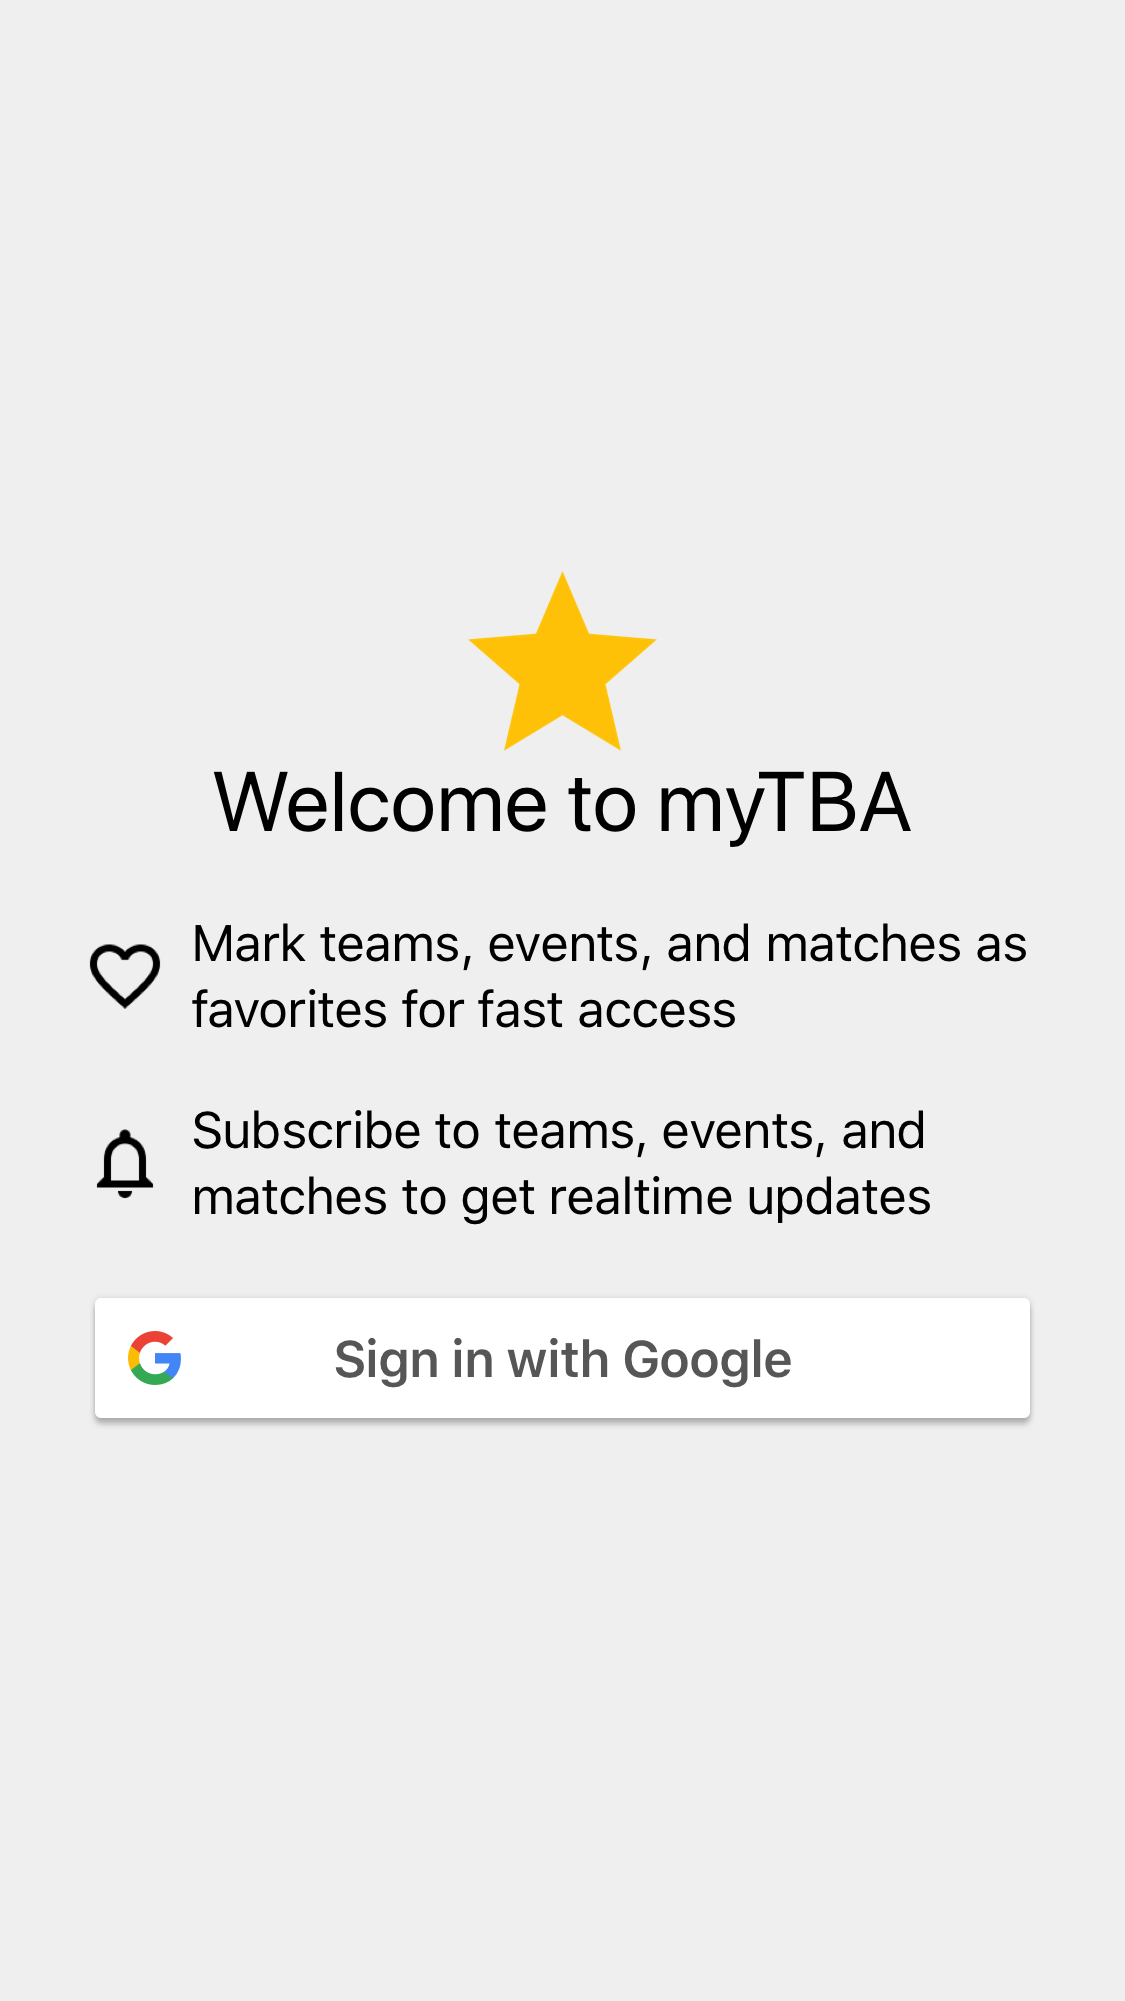 Welcome to myTBA
Mark teams, events, and matches as
favorites for fast access
Subscribe to teams, events, and
matches to get realtime updates
Sign in with Google